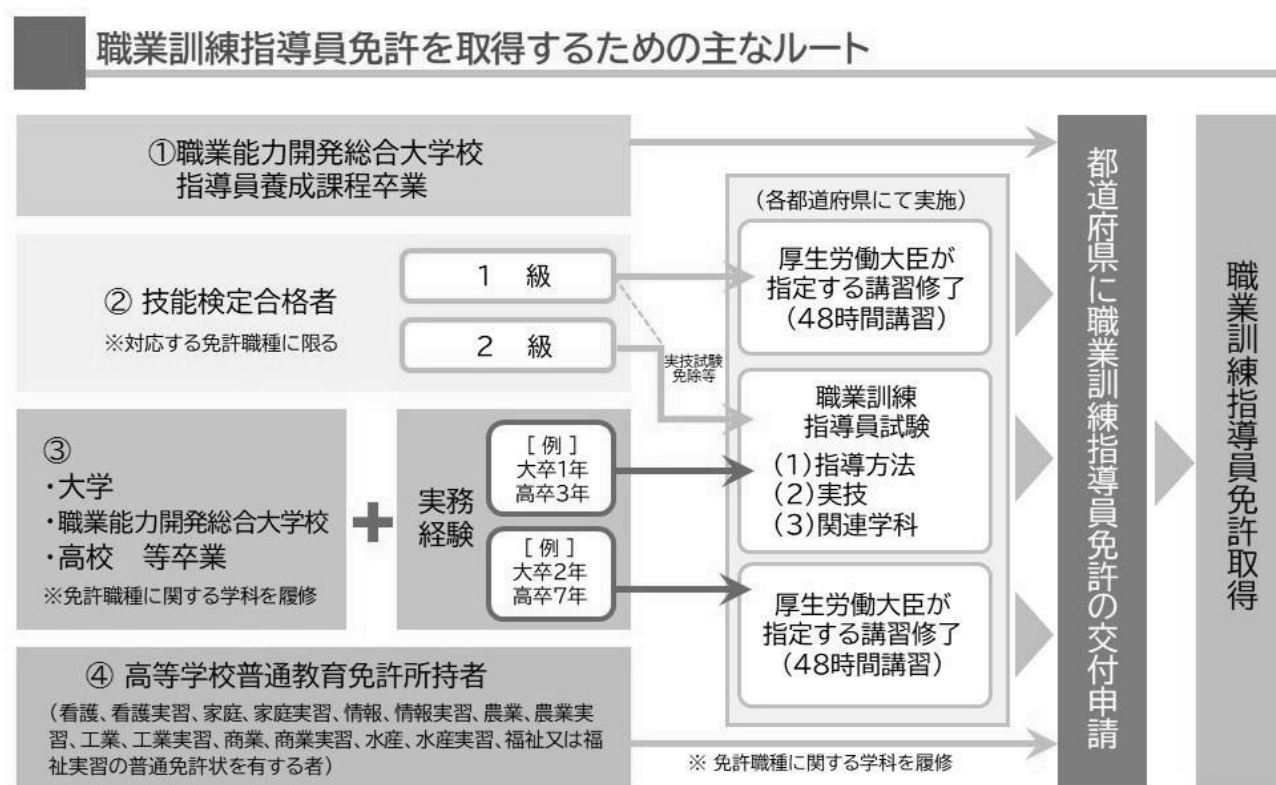 職業訓練指導員免許を取得するための主なルート
①職業能力開発総合大学校
指導員養成課程卒業
② 技能検定合格者
※対応する免許職種に限る
1 級
2 級
実技試験
免除等
③
・大学
・職業能力開発総合大学校
・高校 等卒業
※免許職種に関する学科を履修
実務
経験
[ 例 ]
大卒1年
高卒3年
[ 例 ]
大卒2年
高卒7年
④ 高等学校普通教育免許所持者
(看護、看護実習、家庭、家庭実習、情報、情報実習、農業、農業実
習、工業、工業実習、商業、商業実習、水産、水産実習、福祉又は福
祉実習の普通免許状を有する者)
(各都道府県にて実施)
厚生労働大臣が
指定する講習修了
(48時間講習)
職業訓練
指導員試験
(1)指導方法
(2)実技
(3)関連学科
厚生労働大臣が
指定する講習修了
(48時間講習)
※ 免許職種に関する学科を履修
都道府県に職業訓練指導員免許の交付申請
職業訓練指導員免許取得